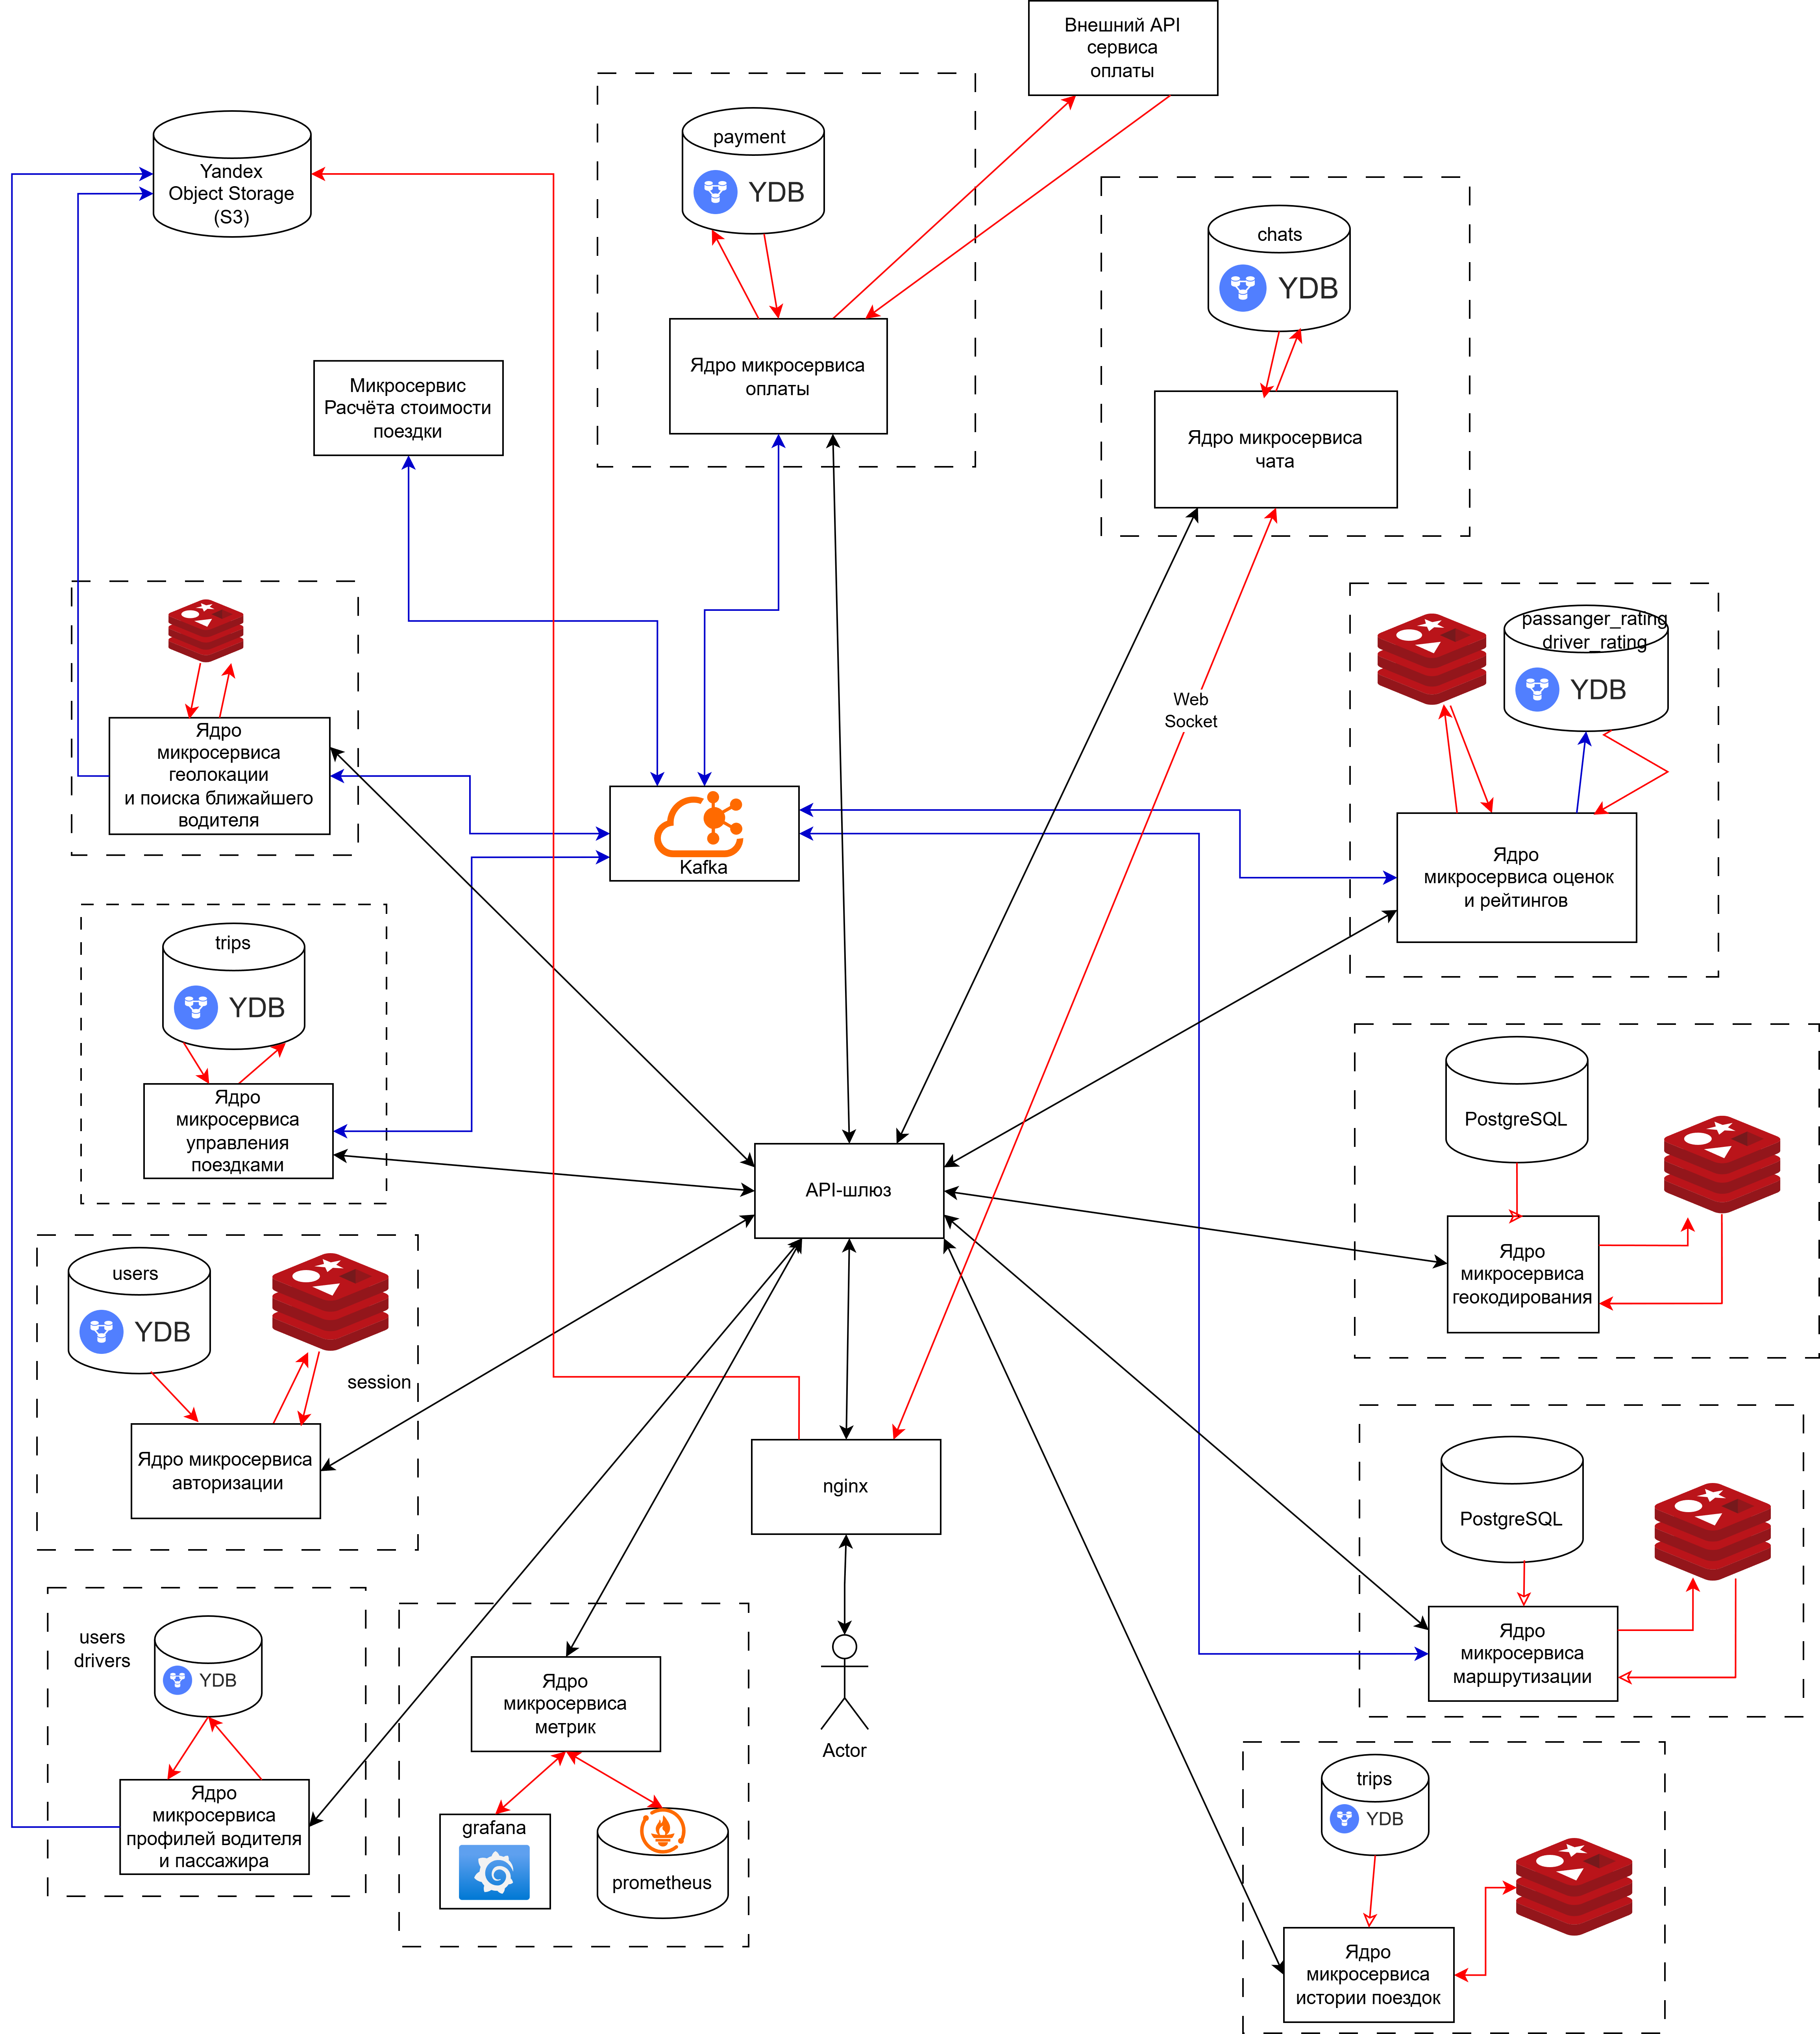 Внешний API
сервиса
оплаты
payment
YDB
Yandex
Object Storage
(S3)
chats
YDB
Ядро микросервиса
оплаты
Микросервис
Расчёта стоимости
поездки
Ядро микросервиса
чата
passanger_rating
driver_rating
YDB
Web
Socket
Ядро
микросервиса
геолокации
и поиска ближайшего
водителя
Kafka
Ядро
микросервиса оценок
и рейтингов
trips
YDB
Ядро
микросервиса
управления
поездками
PostgreSQL
API-шлюз
Ядро
микросервиса
геокодирования
users
YDB
session
Ядро микросервиса
авторизации
nginx
PostgreSQL
Ядро
микросервиса
маршрутизации
users
drivers
YDB
Ядро
микросервиса
метрик
Actor
Ядро
микросервиса
профилей водителя
и пассажира
grafana
prometheus
trips
YDB
Ядро
микросервиса
истории поездок